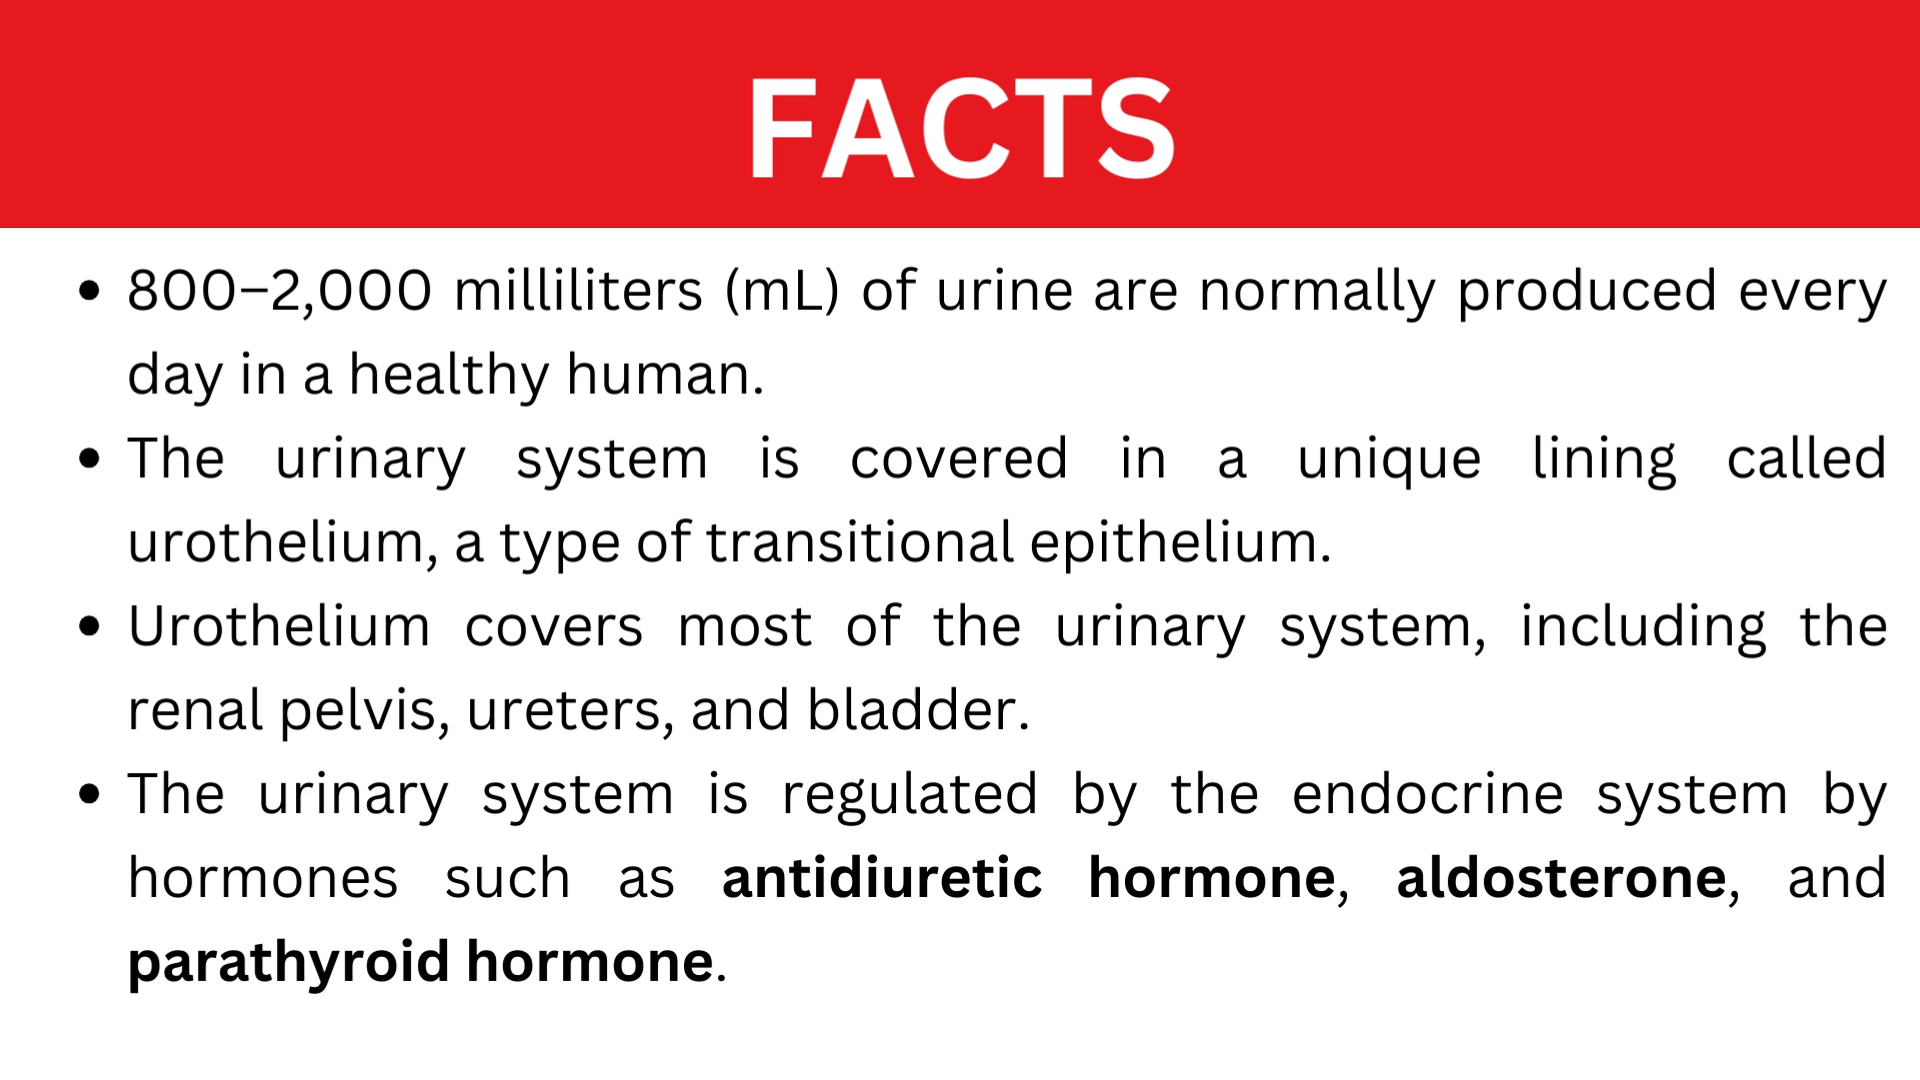 FACTS
• 800–2,000 milliliters (mL) of urine are normally produced every
day in a healthy human.
• The urinary system is covered in a unique lining called
urothelium, a type of transitional epithelium.
• Urothelium covers most of the urinary system, including the
renal pelvis, ureters, and bladder.
• The urinary system is regulated by the endocrine system by
hormones such as antidiuretic hormone, aldosterone, and
parathyroid hormone.